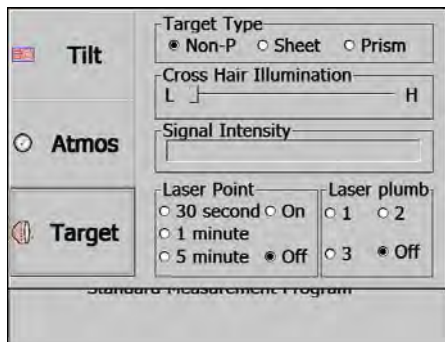 Tilt
Atmos
Target
Target Type
Non-P Sheet Prism
Cross Hair Illumination
L H
Signal Intensity
Laser Point
30 second On
1 minute
5 minute Off
Laser plumb
1 2
3 Off
Standard Measurement Program